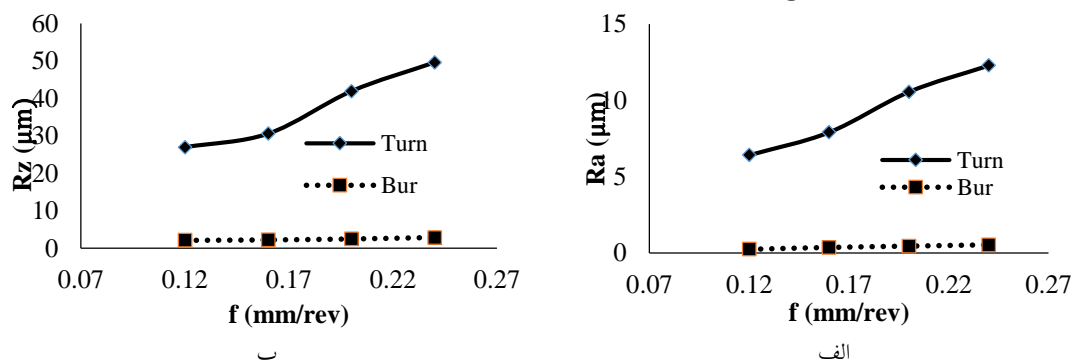 60
50
40
30
20
10
0
Rz (µm)
Turn
Bur
0.07 0.12 0.17 0.22 0.27
f (mm/rev)
ب
15
10
5
0
Ra (µm)
Turn
Bur
0.07 0.12 0.17 0.22 0.27
f (mm/rev)
الف